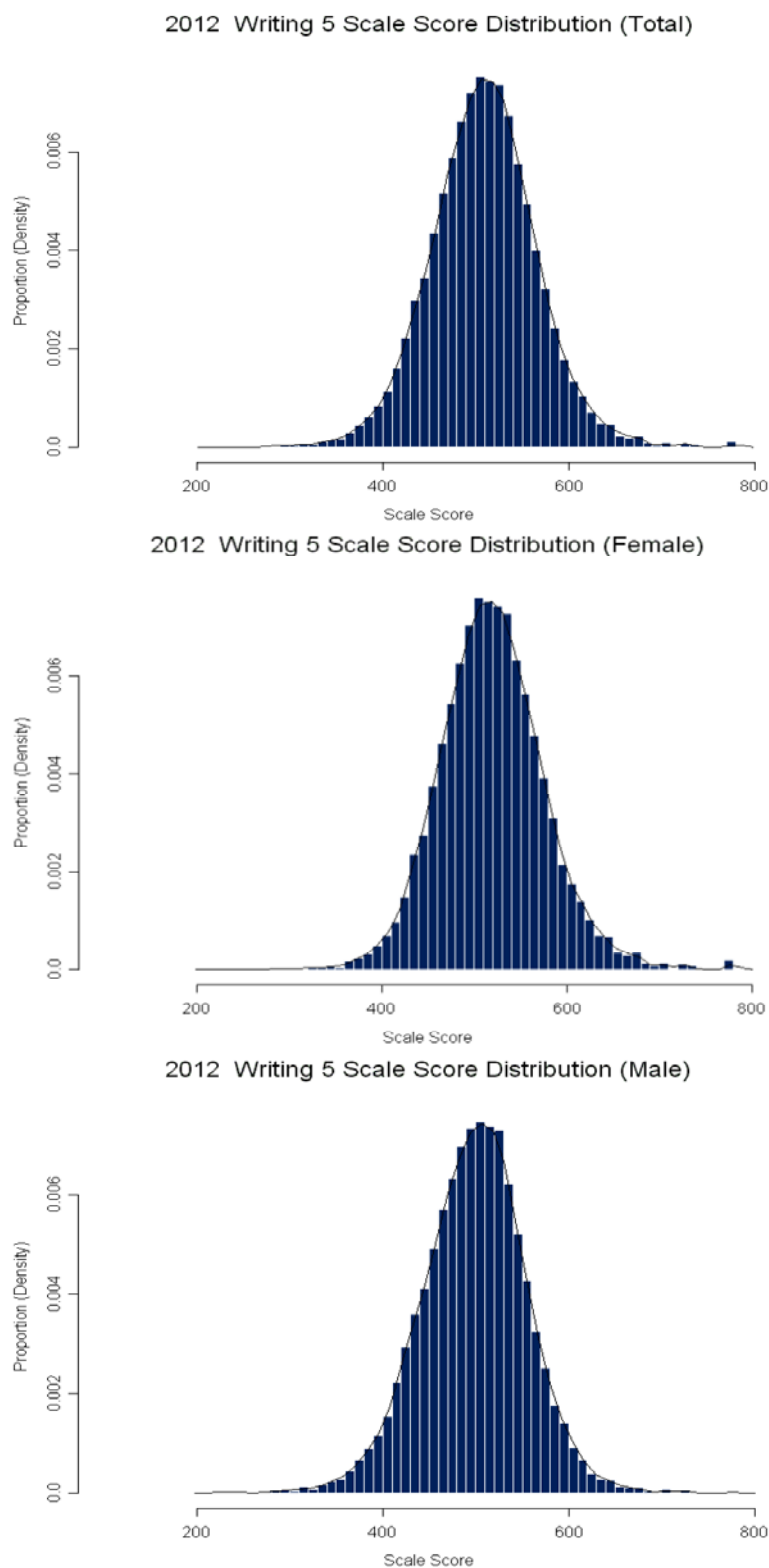 2012 Writing 5 Scale Score Distribution (Total)
Proportion (Density)
0.006
0.004
0.002
0.0
200 400 600 800
Scale Score
2012 Writing 5 Scale Score Distribution (Female)
Proportion (Density)
0.006
0.004
0.002
0.0
200 400 600 800
Scale Score
2012 Writing 5 Scale Score Distribution (Male)
Proportion (Density)
0.006
0.004
0.002
0.0
200 400 600 800
Scale Score